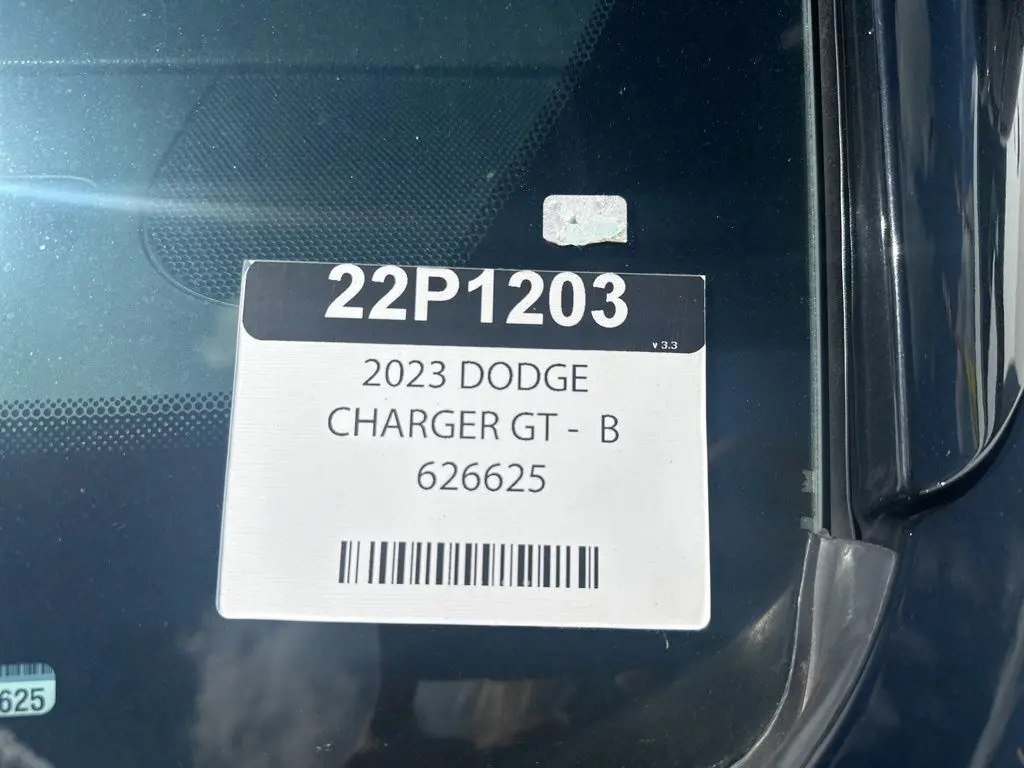 22P1203
v 3.3
2023 DODGE
CHARGER GT - B
626625
625